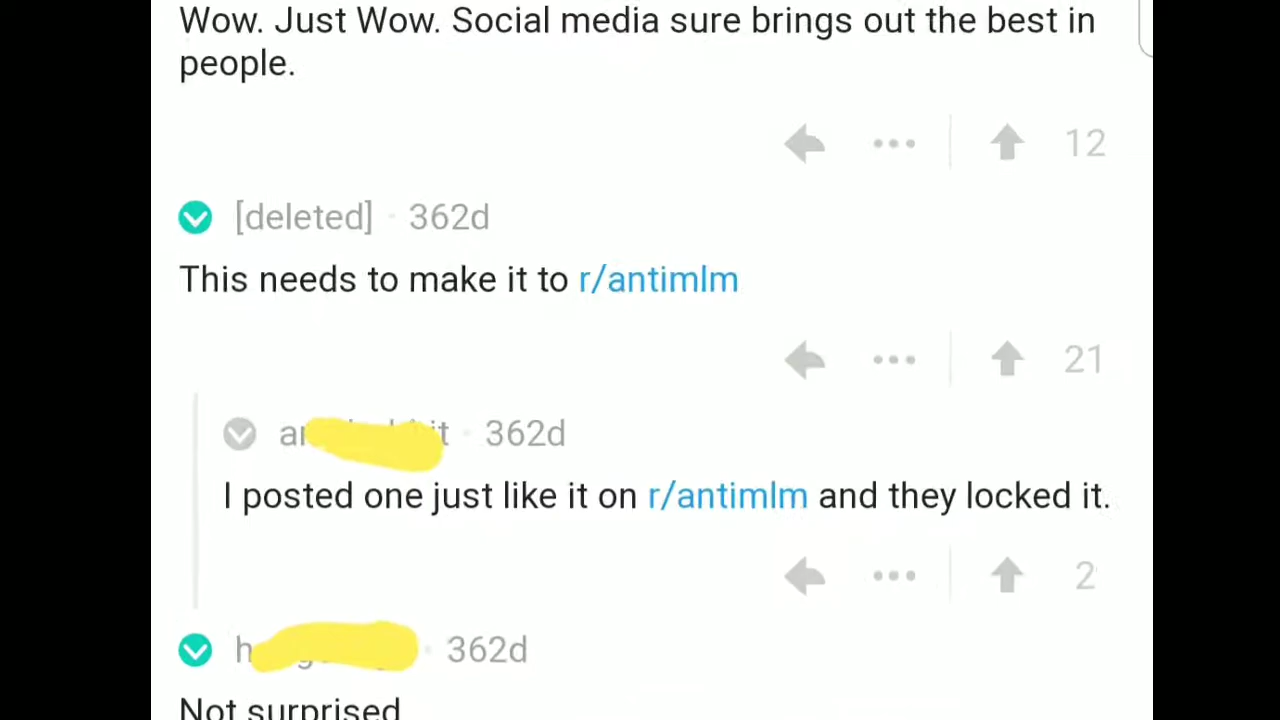 Wow. Just Wow. Social media sure brings out the best in
people.
12
[deleted] · 362d
This needs to make it to r/antimlm
21
· 362d
I posted one just like it on r/antimlm and they locked it.
2
· 362d
Not surprised